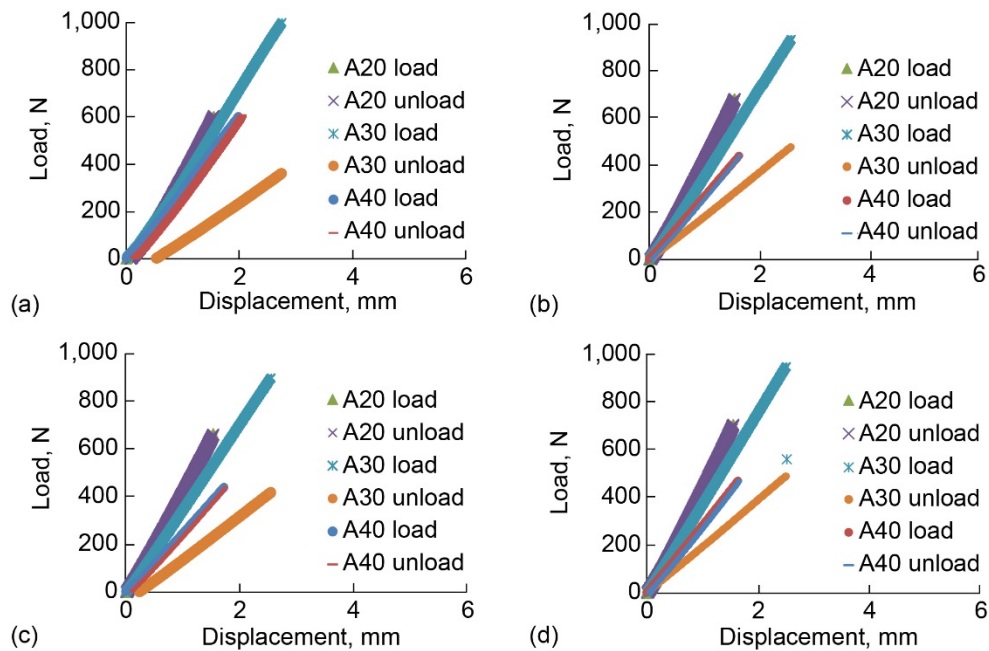 1,000
800
600
400
200
0
Load, N
0 2 4 6
Displacement, mm
A20 load
A20 unload
A30 load
A30 unload
A40 load
A40 unload
(a)
1,000
800
600
400
200
0
Load, N
0 2 4 6
Displacement, mm
A20 load
A20 unload
A30 load
A30 unload
A40 load
A40 unload
(b)
1,000
800
600
400
200
0
Load, N
0 2 4 6
Displacement, mm
A20 load
A20 unload
A30 load
A30 unload
A40 load
A40 unload
(c)
1,000
800
600
400
200
0
Load, N
0 2 4 6
Displacement, mm
A20 load
A20 unload
A30 load
A30 unload
A40 load
A40 unload
(d)